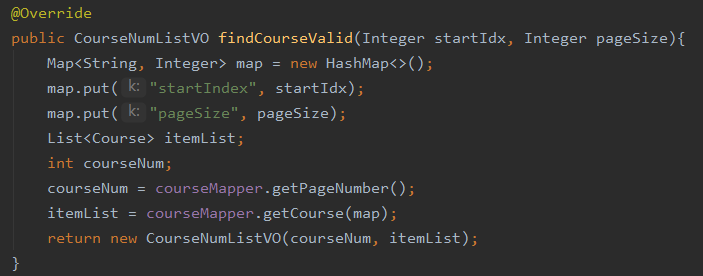 @Override
public CourseNumListVO findCourseValid(Integer startIdx, Integer pageSize){
Map<String, Integer> map = new HashMap<>();
map.put( k: "startIndex", startIdx);
map.put( k: "pageSize", pageSize);
List<Course> itemList;
int courseNum;
courseNum = courseMapper.getPageNumber();
itemList = courseMapper.getCourse(map);
return new CourseNumListVO(courseNum, itemList);
}